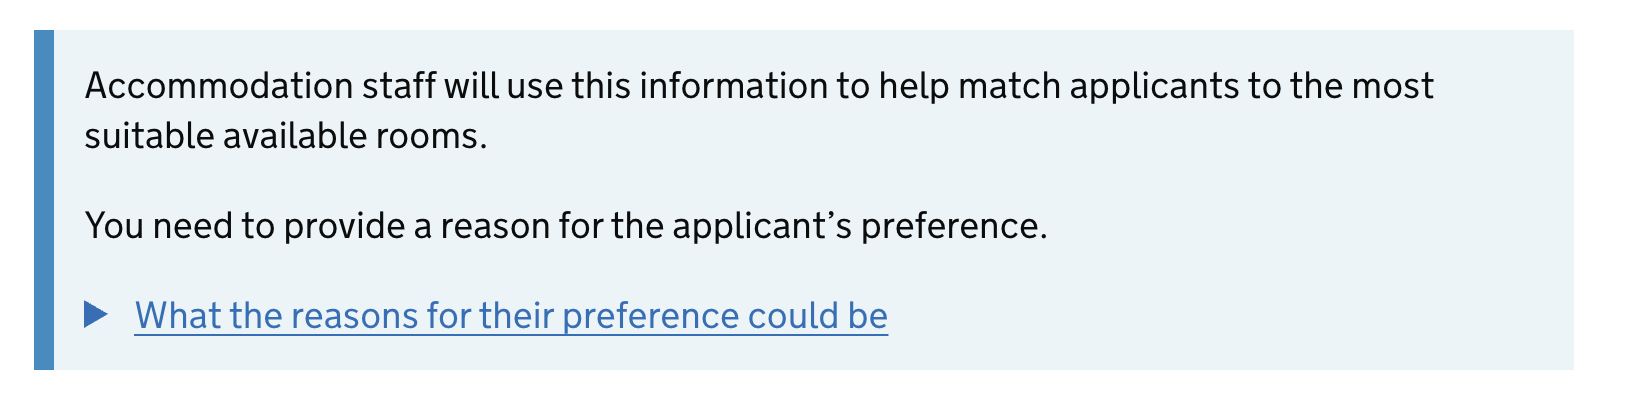 Accommodation staff will use this information to help match applicants to the most
suitable available rooms.
You need to provide a reason for the applicant’s preference.
What the reasons for their preference could be